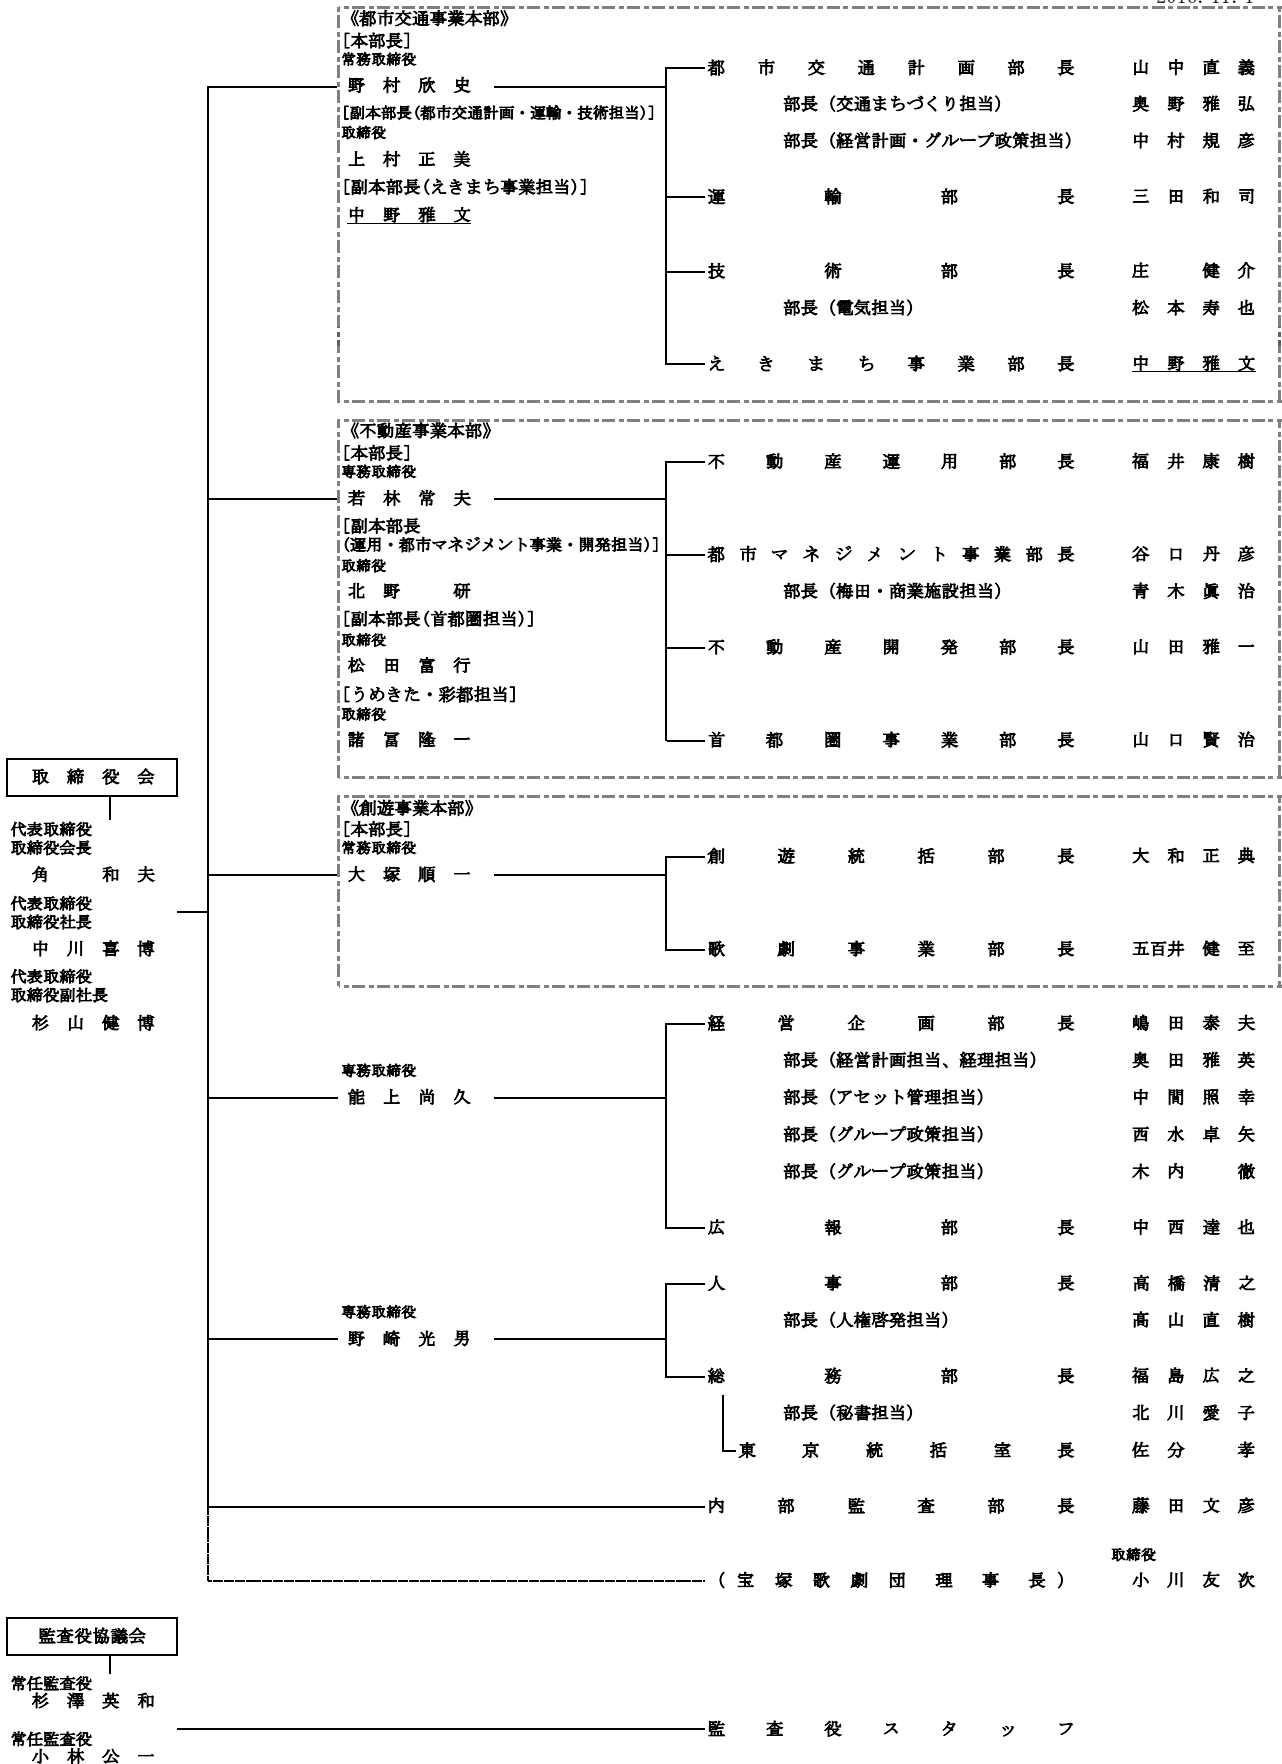 《都市交通事業本部》
[本部長]
常務取締役
野村欣史
[副本部長(都市交通計画・運輸・技術担当)]
取締役
上村正美
[副本部長(えきまち事業担当)]
中野雅文
都市交通計画部長 山中直義
部長(交通まちづくり担当) 奥野雅弘
部長(経営計画・グループ政策担当) 中村規彦
運輸部長 三田和司
技術部長 庄健介
部長(電気担当) 松本寿也
えきまち事業部長 中野雅文
《不動産事業本部》
[本部長]
専務取締役
若林常夫
[副本部長
(運用・都市マネジメント事業・開発担当)]
取締役
北野研
[副本部長(首都圏担当)]
取締役
松田富行
[うめきた・彩都担当]
取締役
諸冨隆一
不動産運用部長 福井康樹
都市マネジメント事業部長 谷口丹彦
部長(梅田・商業施設担当) 青木眞治
不動産開発部長 山田雅一
首都圏事業部長 山口賢治
取締役会
代表取締役
取締役会長
角和夫
代表取締役
取締役社長
中川喜博
代表取締役
取締役副社長
杉山健博
《創遊事業本部》
[本部長]
常務取締役
大塚順一
創遊統括部長 大和正典
歌劇事業部長 五百井健至
専務取締役
能上尚久
経営企画部長 嶋田泰夫
部長(経営計画担当、経理担当) 奥田雅英
部長(アセット管理担当) 中間照幸
部長(グループ政策担当) 西水卓矢
部長(グループ政策担当) 木内徹
広報部長 中西達也
専務取締役
野崎光男
人事部長 髙橋清之
部長(人権啓発担当) 髙山直樹
総務部長 福島広之
部長(秘書担当) 北川愛子
東京統括室長 佐分孝
内部監査部長 藤田文彦
取締役
(宝塚歌劇団理事長) 小川友次
監査役協議会
常任監査役
杉澤英和
常任監査役
小林公一
監査役スタッフ